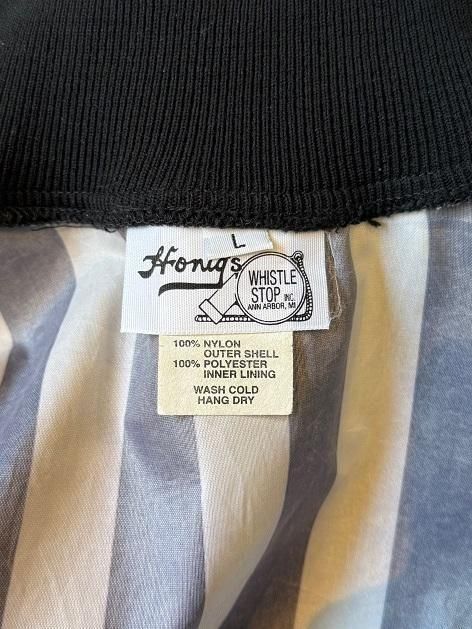 L
Honigs
WHISTLE
STOP INC.
ANN ARBOR, MI
100% NYLON
OUTER SHELL
100% POLYESTER
INNER LINING
WASH COLD
HANG DRY